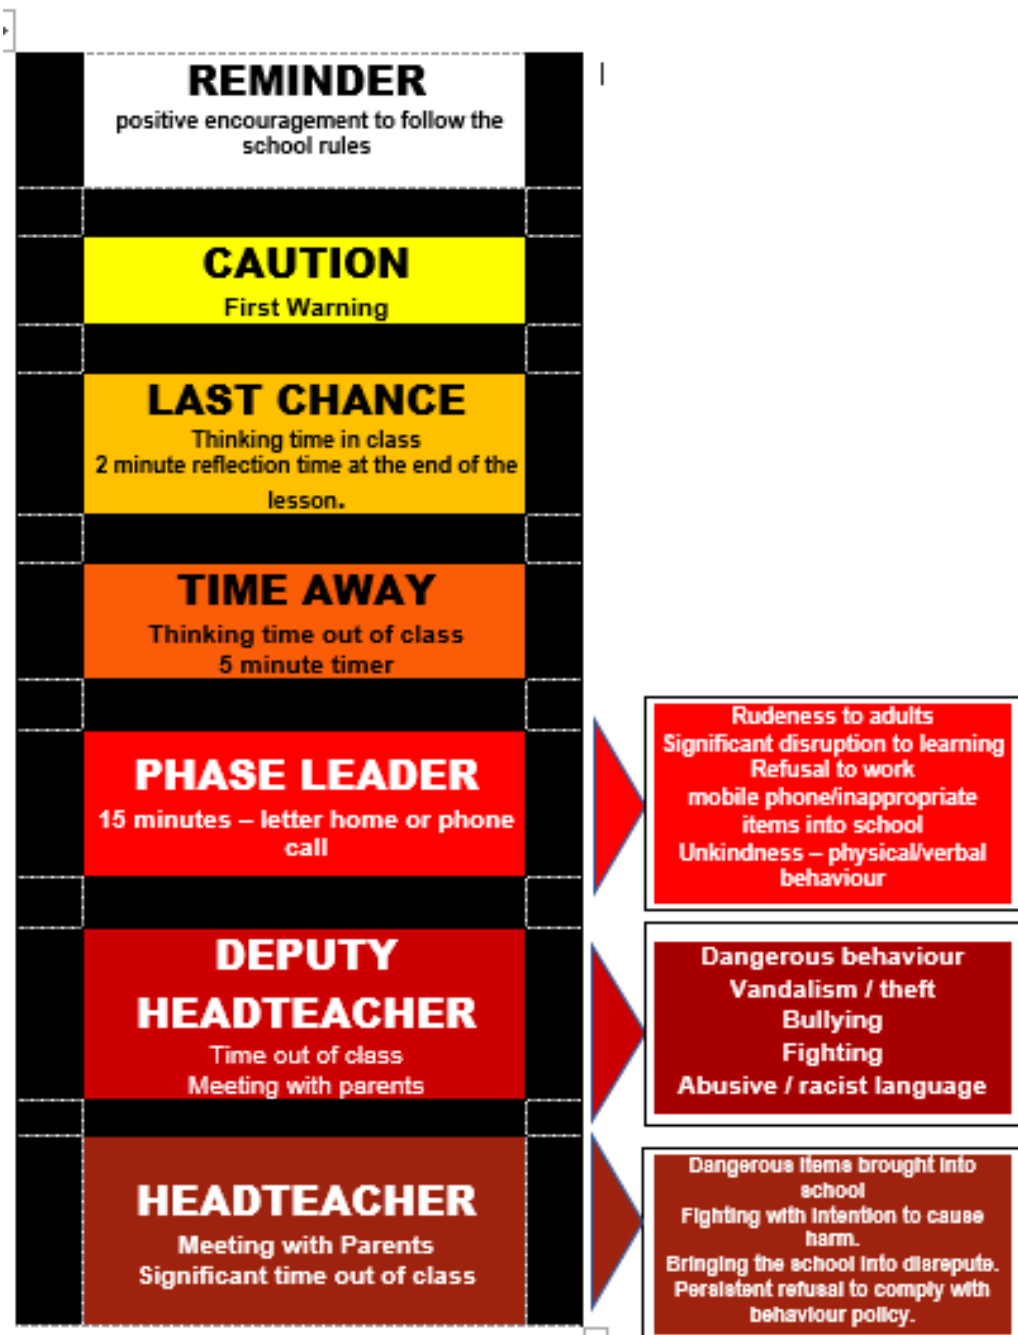 REMINDER
positive encouragement to follow the
school rules
CAUTION
First Warning
LAST CHANCE
Thinking time in class
2 minute reflection time at the end of the
lesson.
TIME AWAY
Thinking time out of class
5 minute timer
PHASE LEADER
15 minutes – letter home or phone
call
Rudeness to adults
Significant disruption to learning
Refusal to work
mobile phone/inappropriate
items into school
Unkindness – physical/verbal
behaviour
DEPUTY
HEADTEACHER
Time out of class
Meeting with parents
Dangerous behaviour
Vandalism / theft
Bullying
Fighting
Abusive / racist language
HEADTEACHER
Meeting with Parents
Significant time out of class
Dangerous items brought into
school
Fighting with intention to cause
harm.
Bringing the school into disrepute.
Persistent refusal to comply with
behaviour policy.